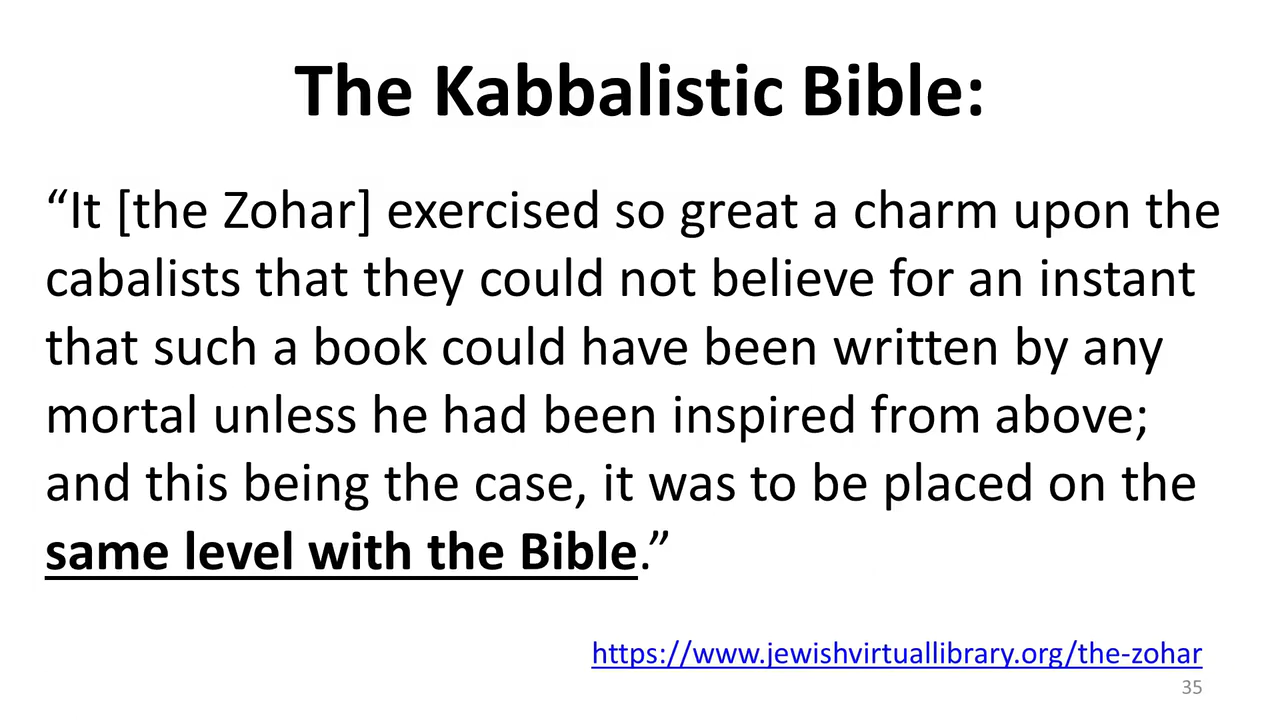 The Kabbalistic Bible:
“It [the Zohar] exercised so great a charm upon the
cabalists that they could not believe for an instant
that such a book could have been written by any
mortal unless he had been inspired from above;
and this being the case, it was to be placed on the
same level with the Bible.”
https://www.jewishvirtuallibrary.org/the-zohar
35